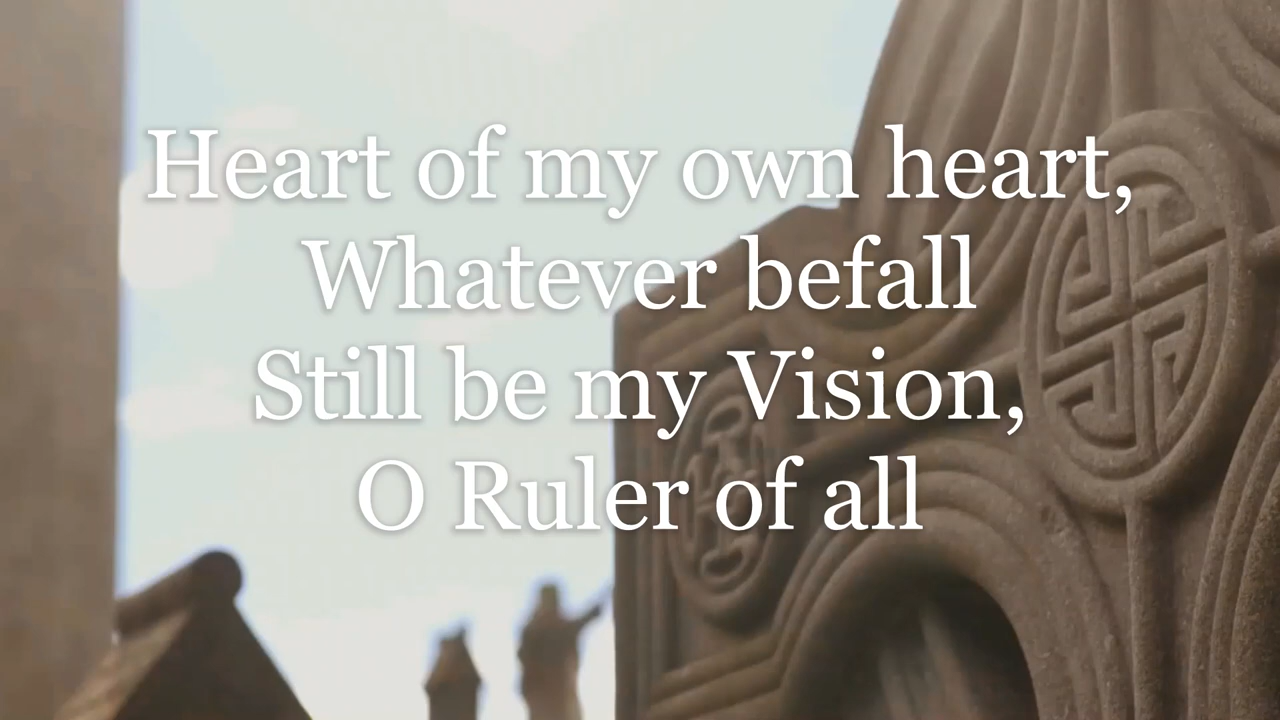 Heart of my own heart,
Whatever befall
Still be my Vision,
O Ruler of all